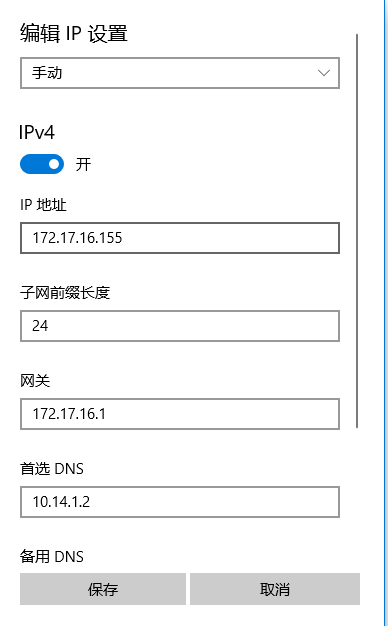 编辑 IP 设置
手动
IPv4
开
IP 地址
172.17.16.155
子网前缀长度
24
网关
172.17.16.1
首选 DNS
10.14.1.2
备用 DNS
保存 取消